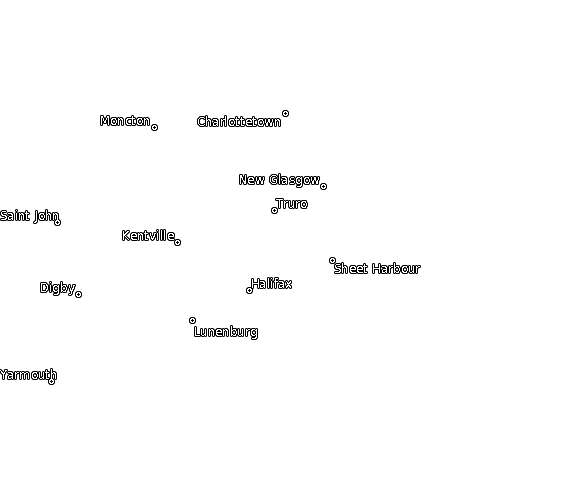 Moncton
Charlottetown
New Glasgow
Truro
Saint John
Kentville
Sheet Harbour
Digby
Halifax
Lunenburg
Yarmouth